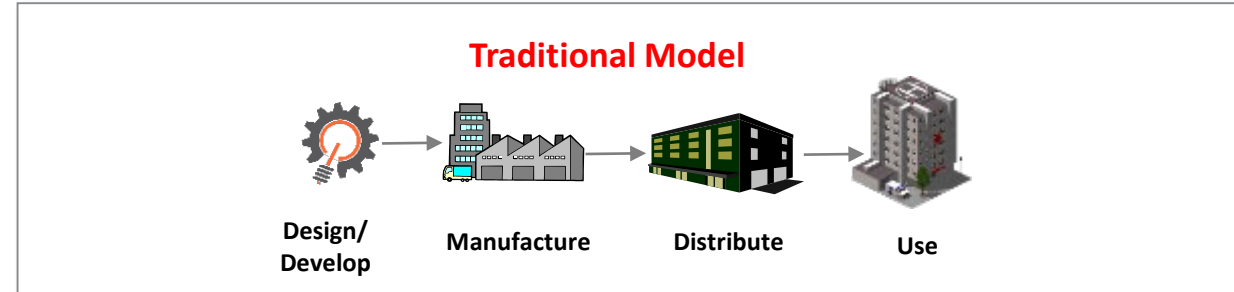 Traditional Model
Design/
Develop
Manufacture
Distribute
Use